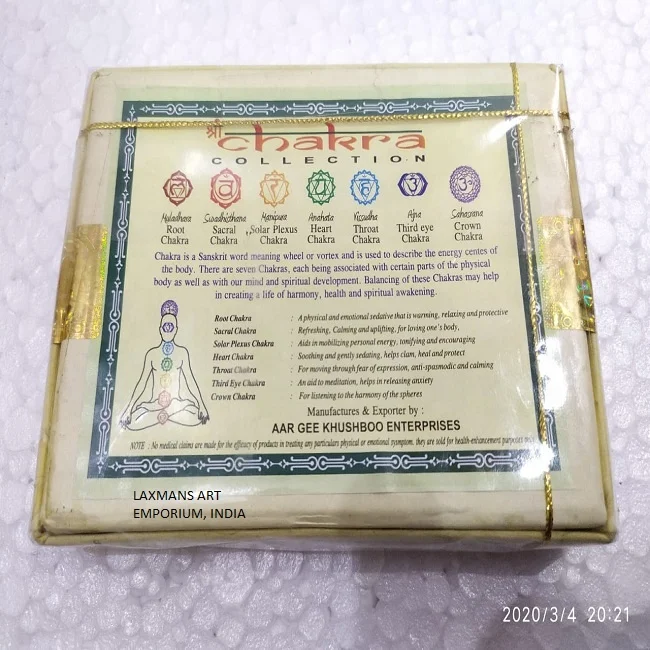 श्री chakra
COLLECTION
Muladhara Swadhisthana Manipura Anahata Vissudha Ajna Sahasrana
Root Chakra Sacral Chakra Solar Plexus Chakra Heart Chakra Throat Chakra Third eye Chakra Crown Chakra
Chakra is a Sanskrit word meaning wheel or vortex and is used to describe the energy centes of
the body. There are seven Chakras, each being associated with certain parts of the physical
body as well as with our mind and spiritual development. Balancing of these Chakras may help
in creating a life of harmony, health and spiritual awakening.
Root Chakra : A physical and emotional sedative that is warming, relaxing and protective
Sacral Chakra : Refreshing, Calming and uplifting, for loving one's body,
Solar Plexus Chakra : Aids in mobilizing personal energy, tonifying and encouraging
Heart Chakra : Soothing and gently sedating, helps clam, heal and protect
Throat Chakra : For moving through fear of expression, anti-spasmodic and calming
Third Eye Chakra : An aid to meditation, helps in releasing anxiety
Crown Chakra : For listening to the harmony of the spheres
Manufactures & Exporter by :
AAR GEE KHUSHBOO ENTERPRISES
NOTE : No medical claims are made for the efficacy of products in treating any particulars physical or emotional symptom. they are sold for health-enhancement purposes
LAXMANS ART
EMPORIUM, INDIA
2020/3/4 20:21